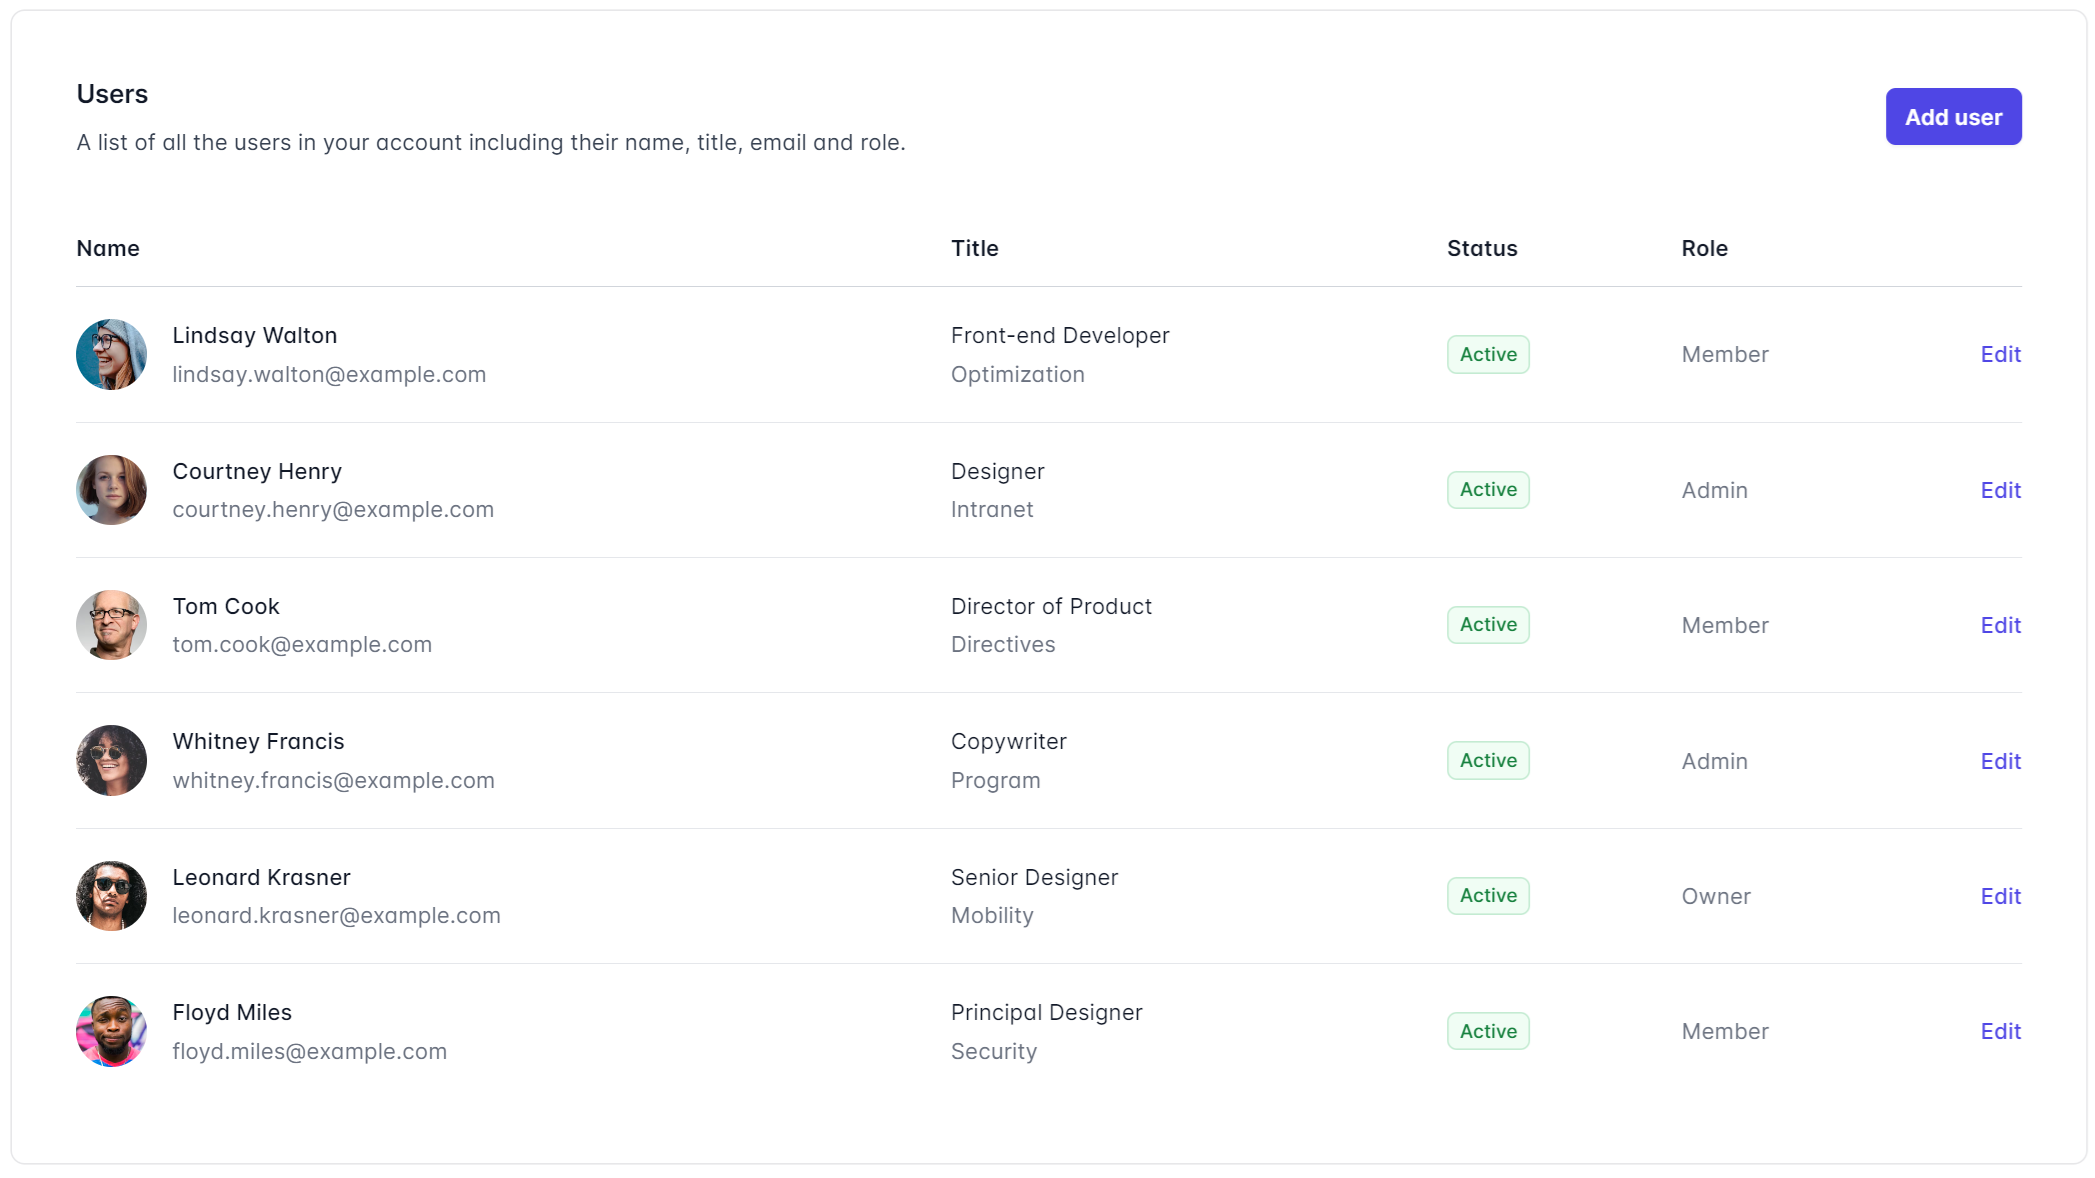 Users
Add user
A list of all the users in your account including their name, title, email and role.
Name Title Status Role
Lindsay Walton Front-end Developer
Active Member Edit
lindsay.walton@example.com Optimization
Courtney Henry Designer
Active Admin Edit
courtney.henry@example.com Intranet
Tom Cook Director of Product
Active Member Edit
tom.cook@example.com Directives
Whitney Francis Copywriter
Active Admin Edit
whitney.francis@example.com Program
Leonard Krasner Senior Designer
Active Owner Edit
leonard.krasner@example.com Mobility
Floyd Miles Principal Designer
Active Member Edit
floyd.miles@example.com Security